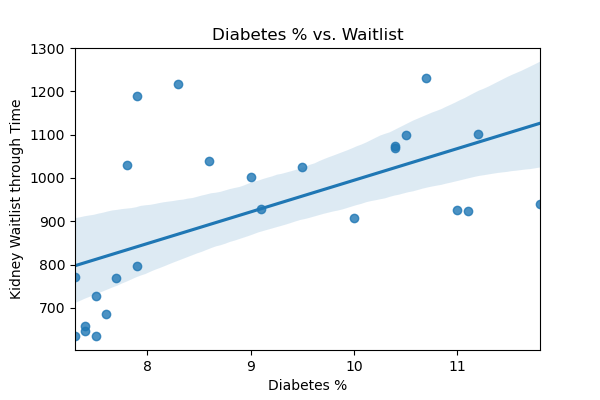 Diabetes % vs. Waitlist
Kidney Waitlist through Time
1300
1200
1100
1000
900
800
700
8 9 10 11
Diabetes %